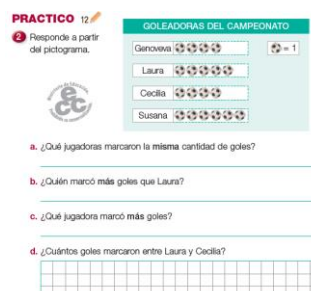 PRACTICO 12
2 Responde a partir
del pictograma.
GOLEADORAS DEL CAMPEONATO
Genoveva
= 1
Laura
Cecilia
Susana
ecc
a. ¿Qué jugadoras marcaron la misma cantidad de goles?
b. ¿Quién marcó más goles que Laura?
c. ¿Qué jugadora marcó más goles?
d. ¿Cuántos goles marcaron entre Laura y Cecilia?